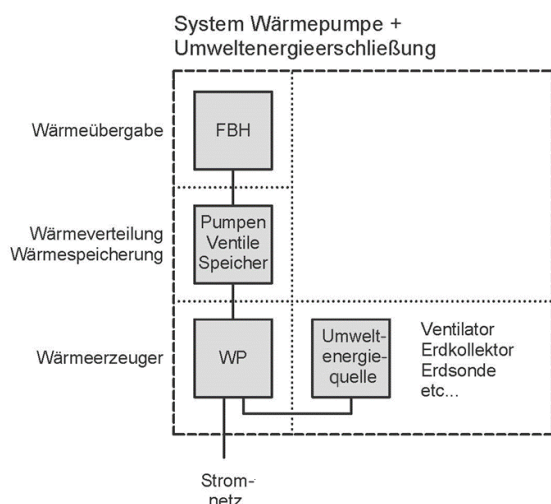 System Wärmepumpe +
Umweltenergieerschließung
Wärmeübergabe
FBH
Wärmeverteilung
Wärmespeicherung
Pumpen
Ventile
Speicher
Wärmeerzeuger
WP
Umwelt-
energie-
quelle
Ventilator
Erdkollektor
Erdsonde
etc...
Strom-
netz